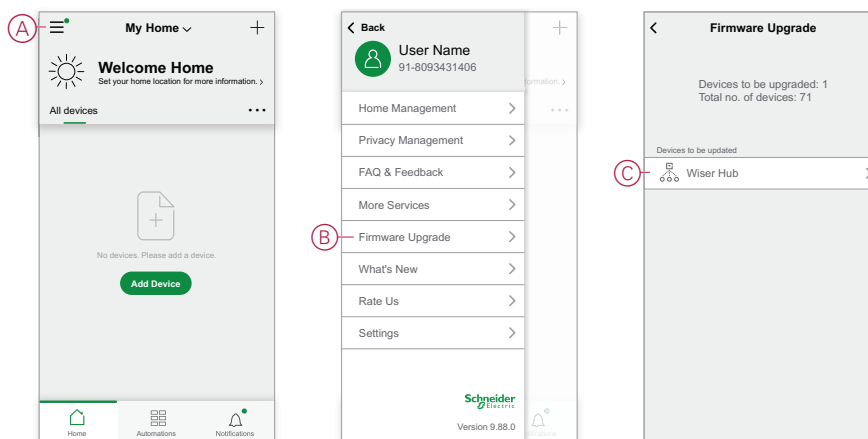 A
My Home
Welcome Home
Set your home location for more information.
All devices
No devices. Please add a device.
Add Device
Home
Automations
Notifications
Back
User Name
91-8093431406
Home Management
Privacy Management
FAQ & Feedback
More Services
B
Firmware Upgrade
What's New
Rate Us
Settings
Schneider
Electric
Version 9.88.0
formation.
Notifications
Firmware Upgrade
Devices to be upgraded: 1
Total no. of devices: 71
Devices to be updated
C
Wiser Hub